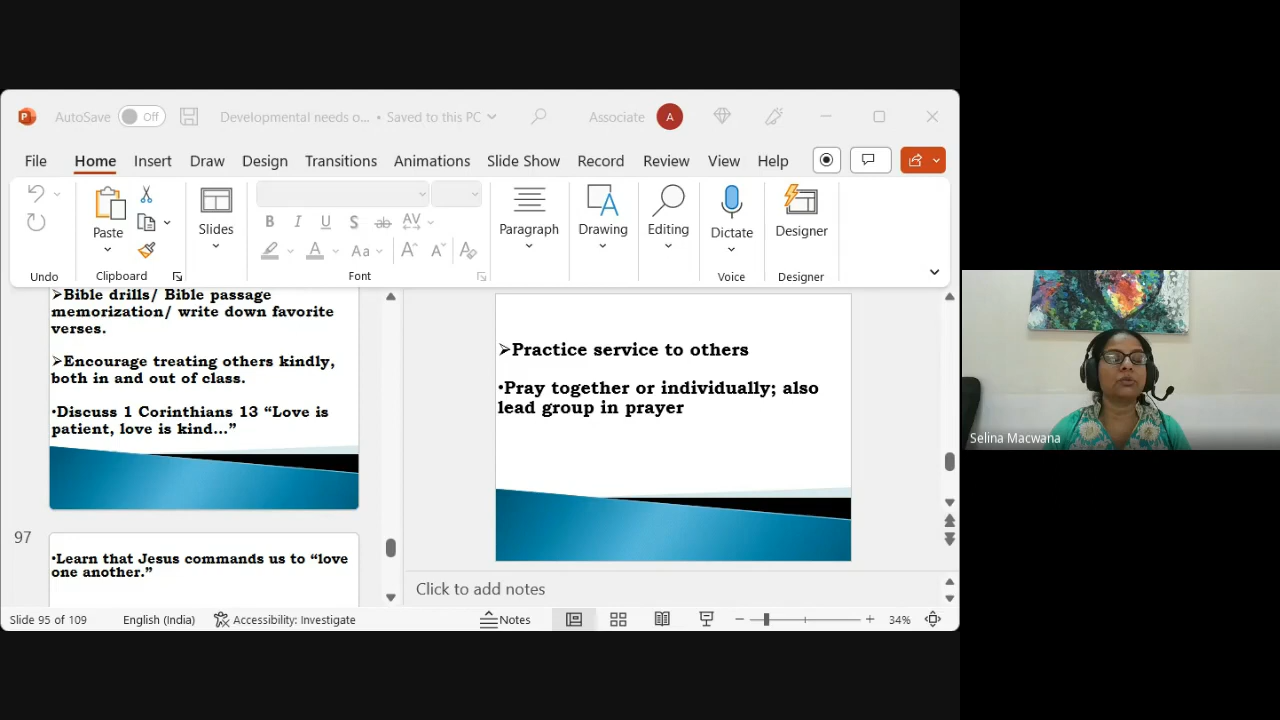 AutoSave Off Developmental needs o... • Saved to this PC Associate A
File Home Insert Draw Design Transitions Animations Slide Show Record Review View Help
Paste Slides B I U S ab AV Aa A A A Paragraph Drawing Editing Dictate Designer
Undo Clipboard Font Voice Designer
➢Bible drills/ Bible passage
memorization/ write down favorite
verses.
➢Encourage treating others kindly,
both in and out of class.
•Discuss 1 Corinthians 13 “Love is
patient, love is kind…”
97
•Learn that Jesus commands us to “love
one another.”
➢Practice service to others
•Pray together or individually; also
lead group in prayer
Click to add notes
Slide 95 of 109 English (India) Accessibility: Investigate Notes 34%
Selina Macwana